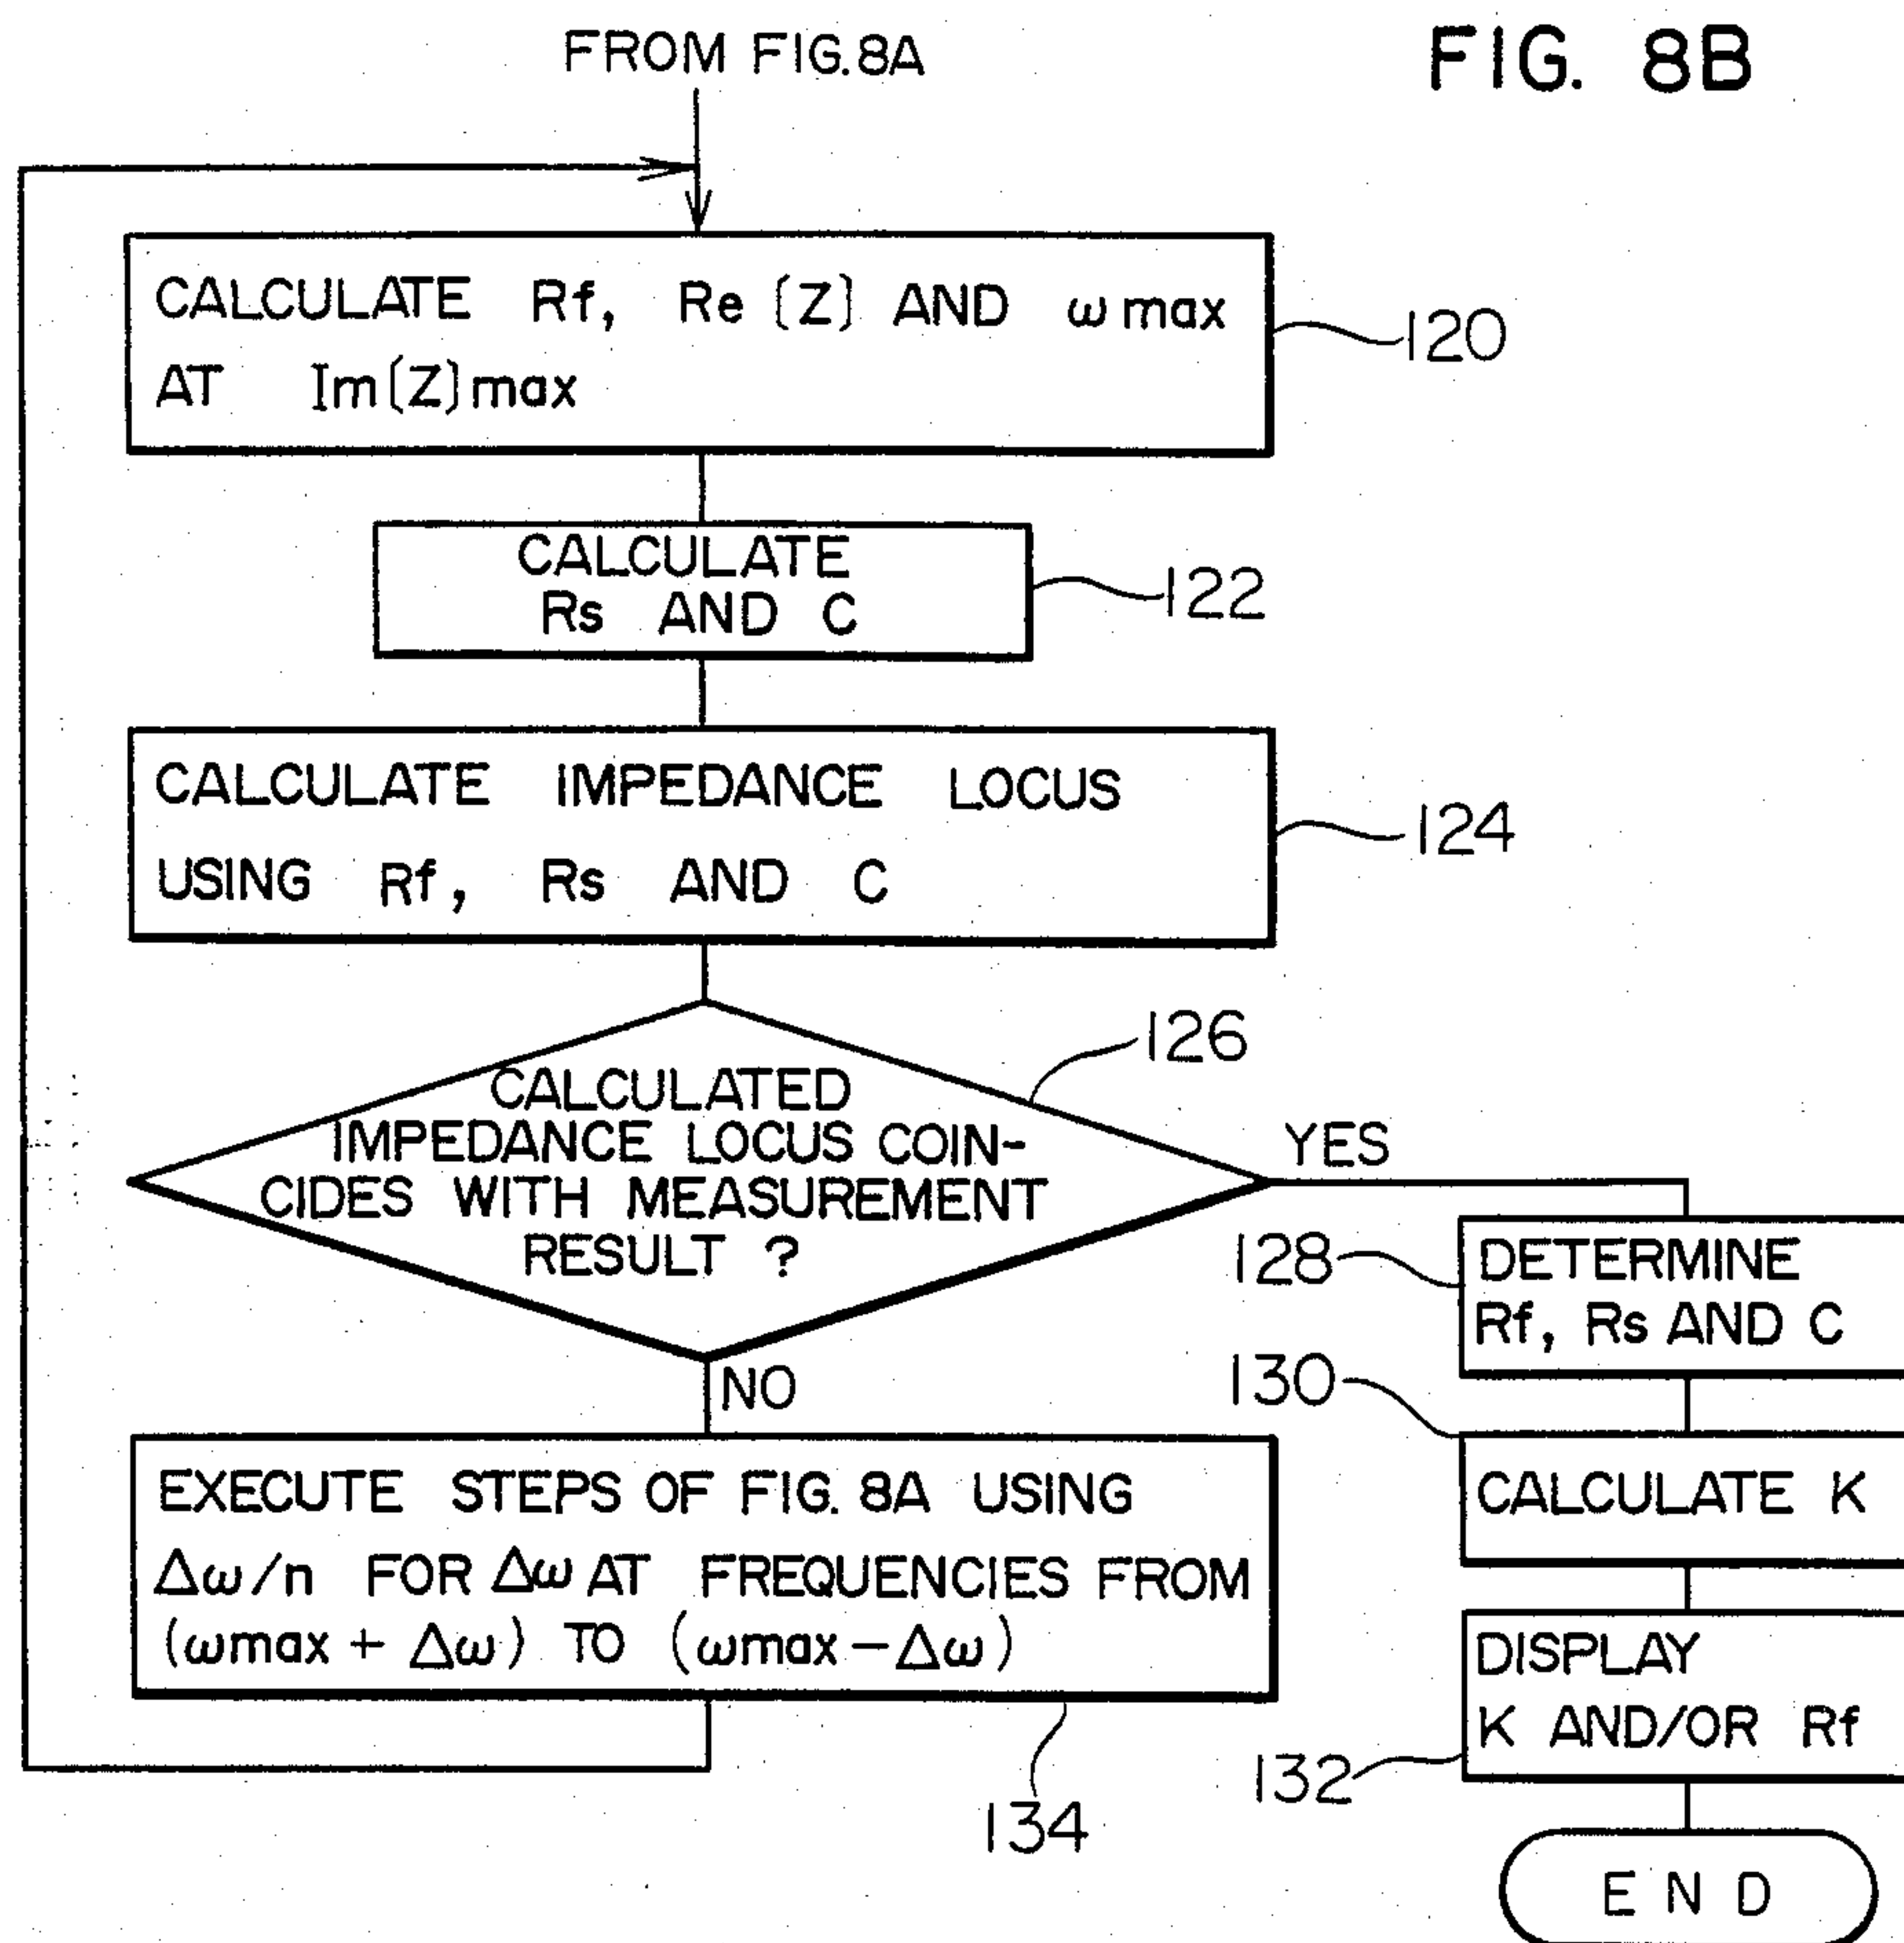 FROM FIG. 8A
FIG. 8B
CALCULATE Rf, Re [Z] AND ωmax
AT Im[Z]max
120
CALCULATE
Rs AND C
122
CALCULATE IMPEDANCE LOCUS
USING Rf, Rs AND C
124
126
CALCULATED
IMPEDANCE LOCUS COIN-
CIDES WITH MEASUREMENT
RESULT ?
YES
128
DETERMINE
Rf, Rs AND C
NO
130
CALCULATE K
EXECUTE STEPS OF FIG. 8A USING
Δω/n FOR Δω AT FREQUENCIES FROM
(ωmax + Δω) TO (ωmax - Δω)
134
DISPLAY
K AND/OR Rf
132
END